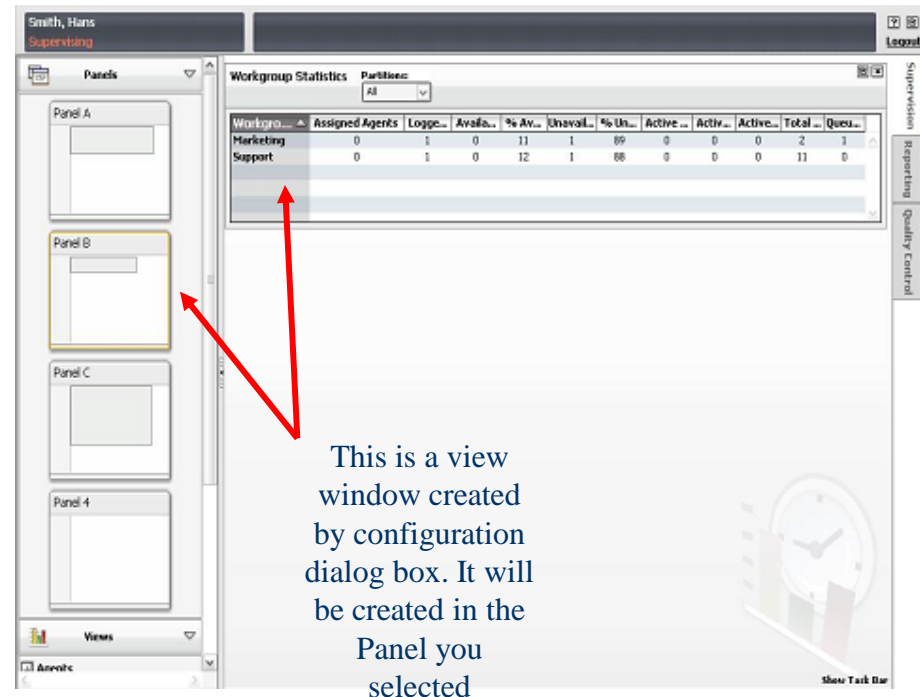 Smith, Hans
Supervising
?
Logout
Panels
Panel A
Panel B
Panel C
Panel 4
Views
Agents
Workgroup Statistics Partitions:
All
Workgro... Assigned Agents Logge... Availa... % Av... Unavail... % Un... Active ... Activ... Active... Total ... Queu...
Marketing 0 1 0 11 1 89 0 0 0 2 1
Support 0 1 0 12 1 88 0 0 0 11 0
Supervision
Reporting
Quality Control
This is a view
window created
by configuration
dialog box. It will
be created in the
Panel you
selected
Show Task Bar